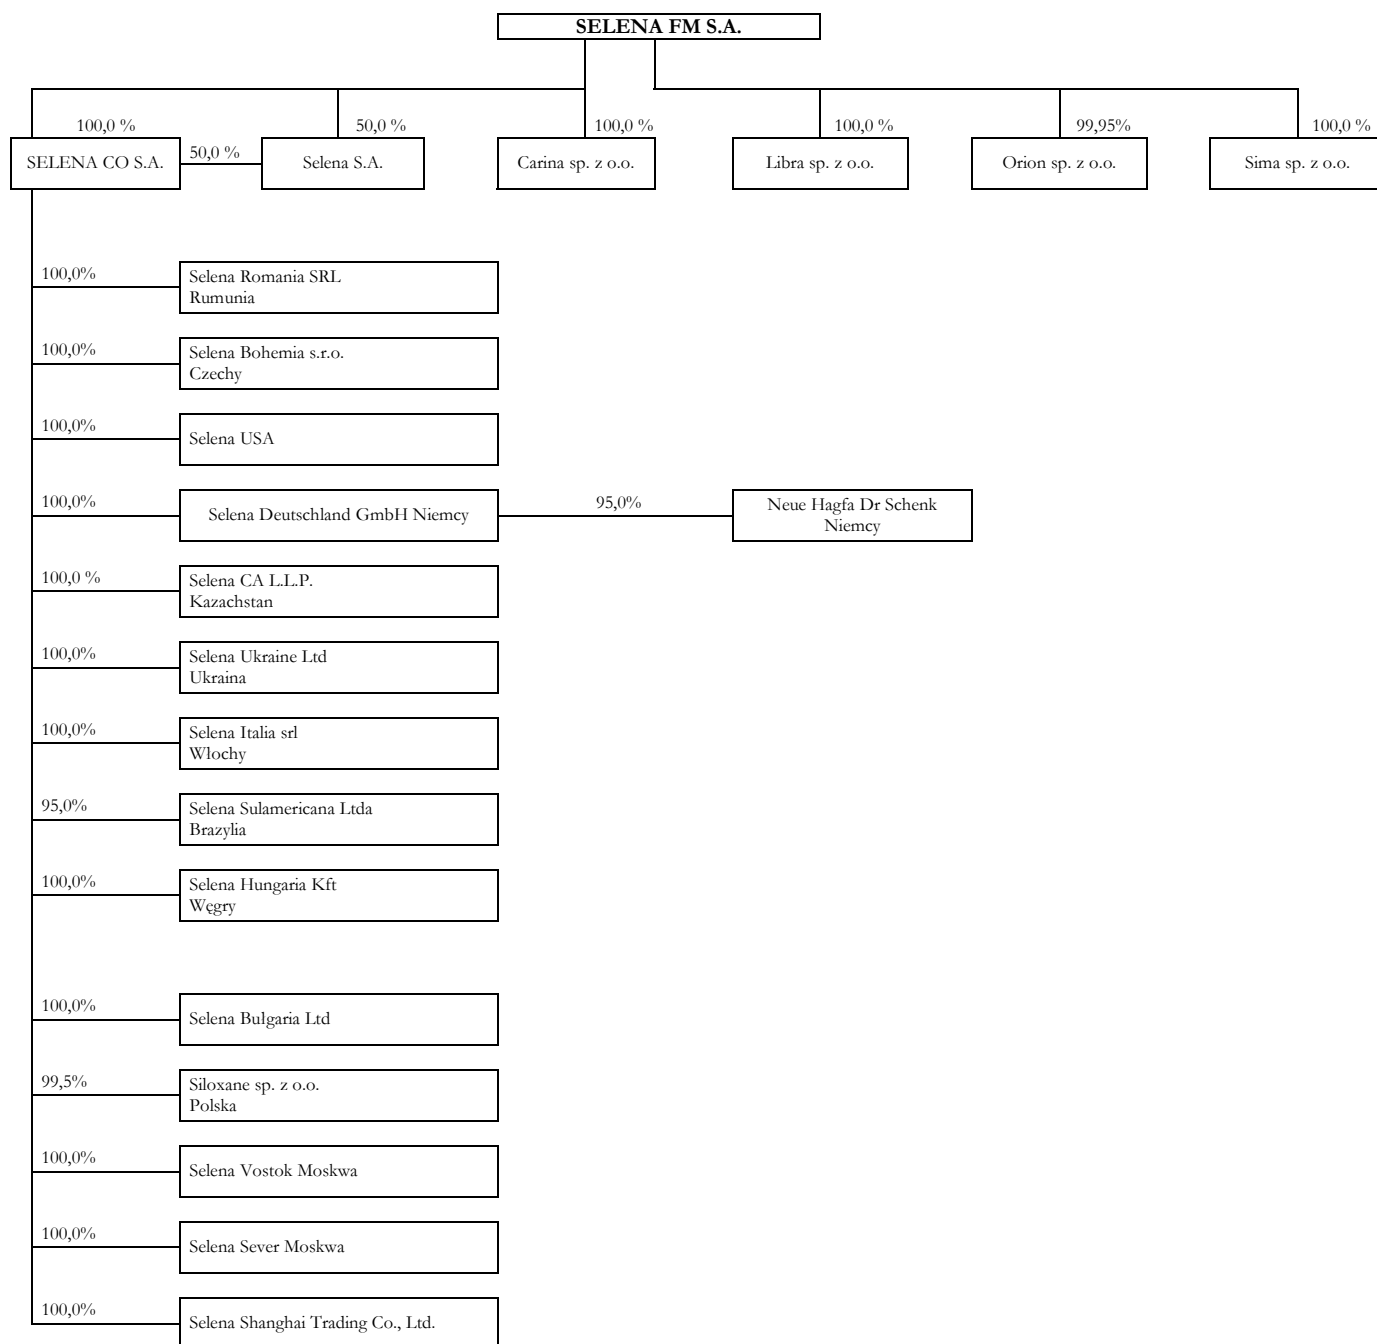 SELENA FM S.A.
100,0 %
50,0 %
100,0 %
100,0 %
99,95%
100,0 %
SELENA CO S.A.
50,0 %
Selena S.A.
Carina sp. z o.o.
Libra sp. z o.o.
Orion sp. z o.o.
Sima sp. z o.o.
100,0%
Selena Romania SRL
Rumunia
100,0%
Selena Bohemia s.r.o.
Czechy
100,0%
Selena USA
100,0%
Selena Deutschland GmbH Niemcy
95,0%
Neue Hagfa Dr Schenk
Niemcy
100,0 %
Selena CA L.L.P.
Kazachstan
100,0%
Selena Ukraine Ltd
Ukraina
100,0%
Selena Italia srl
Włochy
95,0%
Selena Sulamericana Ltda
Brazylia
100,0%
Selena Hungaria Kft
Węgry
100,0%
Selena Bułgaria Ltd
99,5%
Siloxane sp. z o.o.
Polska
100,0%
Selena Vostok Moskwa
100,0%
Selena Sever Moskwa
100,0%
Selena Shanghai Trading Co., Ltd.